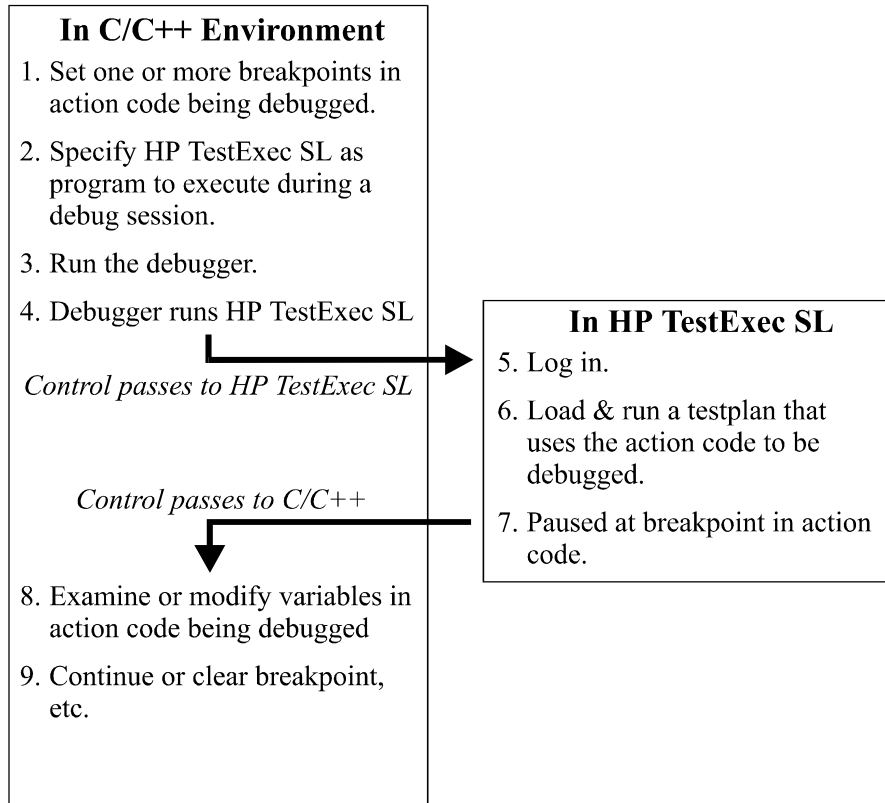 In C/C++ Environment
1. Set one or more breakpoints in
action code being debugged.
2. Specify HP TestExec SL as
program to execute during a
debug session.
3. Run the debugger.
4. Debugger runs HP TestExec SL
Control passes to HP TestExec SL
In HP TestExec SL
5. Log in.
6. Load & run a testplan that
uses the action code to be
debugged.
7. Paused at breakpoint in action
code.
Control passes to C/C++
8. Examine or modify variables in
action code being debugged
9. Continue or clear breakpoint,
etc.